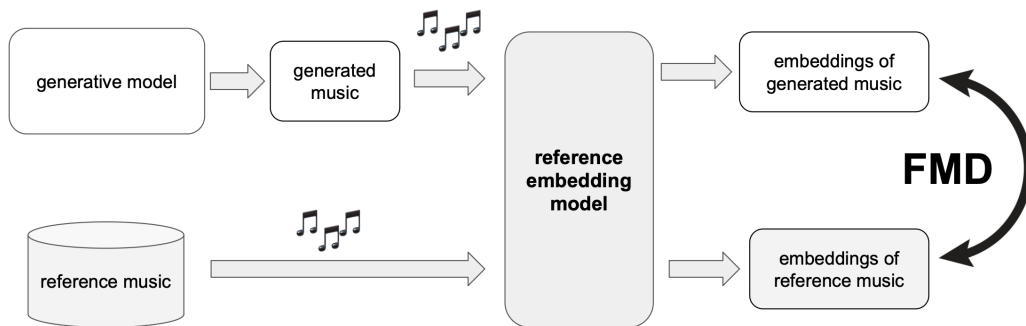 generative model
generated
music
embeddings of
generated music
reference
embedding
model
FMD
reference music
embeddings of
reference music